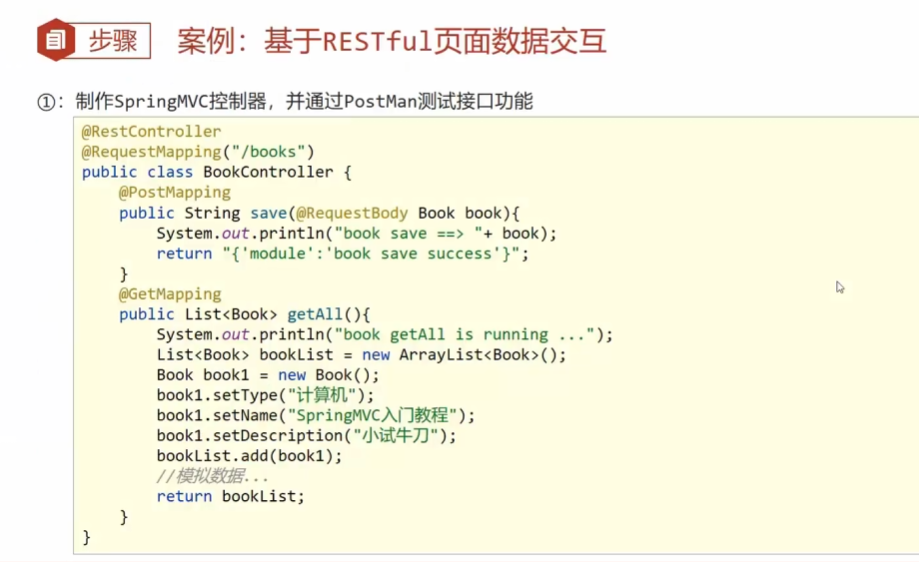 步骤 案例：基于RESTful页面数据交互
①：制作SpringMVC控制器，并通过PostMan测试接口功能
@RestController
@RequestMapping("/books")
public class BookController {
@PostMapping
public String save(@RequestBody Book book){
System.out.println("book save ==> "+ book);
return "{'module':'book save success'}";
}
@GetMapping
public List<Book> getAll(){
System.out.println("book getAll is running ...");
List<Book> bookList = new ArrayList<Book>();
Book book1 = new Book();
book1.setType("计算机");
book1.setName("SpringMVC入门教程");
book1.setDescription("小试牛刀");
bookList.add(book1);
//模拟数据...
return bookList;
}
}